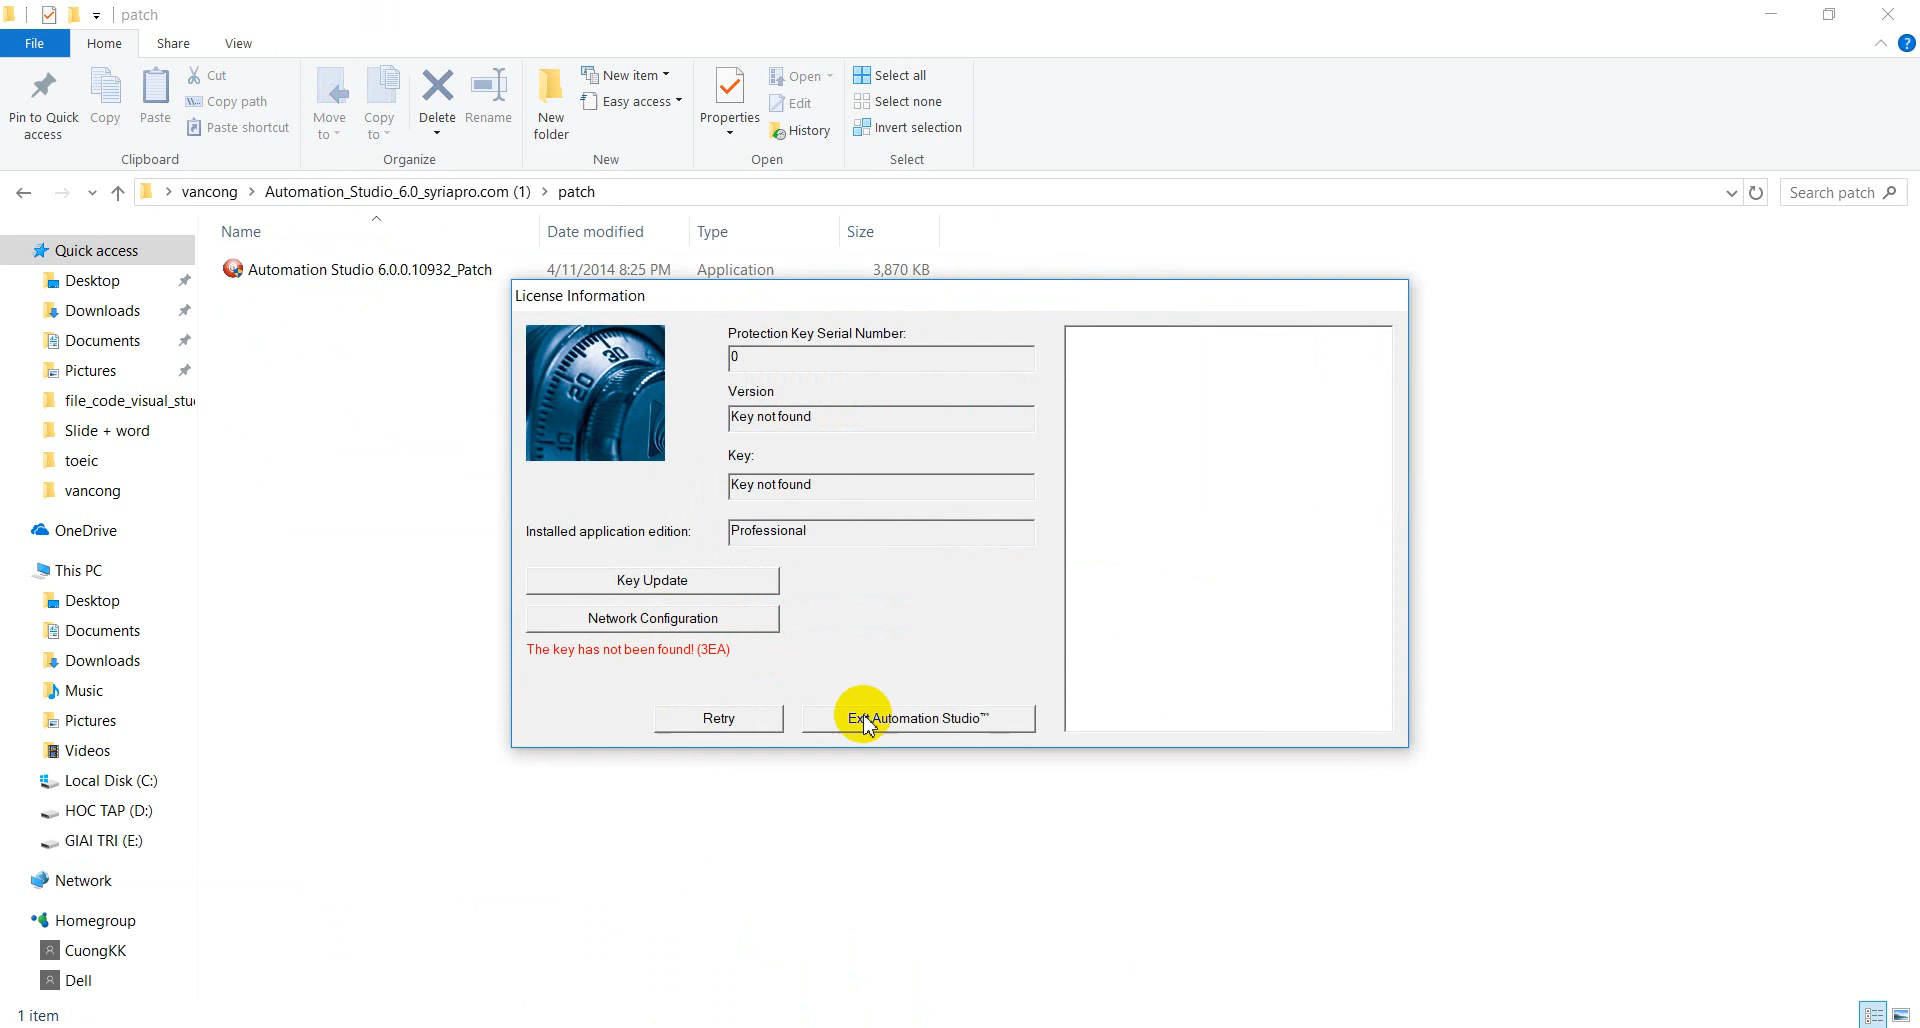 patch
File Home Share View
Pin to Quick access
Copy
Paste
Cut
Copy path
Paste shortcut
Clipboard
Move to
Copy to
Delete
Rename
Organize
New folder
New item
Easy access
New
Properties
Open
Edit
History
Open
Select all
Select none
Invert selection
Select
vancong > Automation_Studio_6.0_syriapro.com (1) > patch
Search patch
Name Date modified Type Size
Automation Studio 6.0.0.10932_Patch 4/11/2014 8:25 PM Application 3,870 KB
Quick access
Desktop
Downloads
Documents
Pictures
file_code_visual_stu
Slide + word
toeic
vancong
OneDrive
This PC
Desktop
Documents
Downloads
Music
Pictures
Videos
Local Disk (C:)
HOC TAP (D:)
GIAI TRI (E:)
Network
Homegroup
CuongKK
Dell
1 item
License Information
Protection Key Serial Number:
0
Version
Key not found
Key:
Key not found
Installed application edition: Professional
Key Update
Network Configuration
The key has not been found! (3EA)
Retry
Exit Automation Studio™